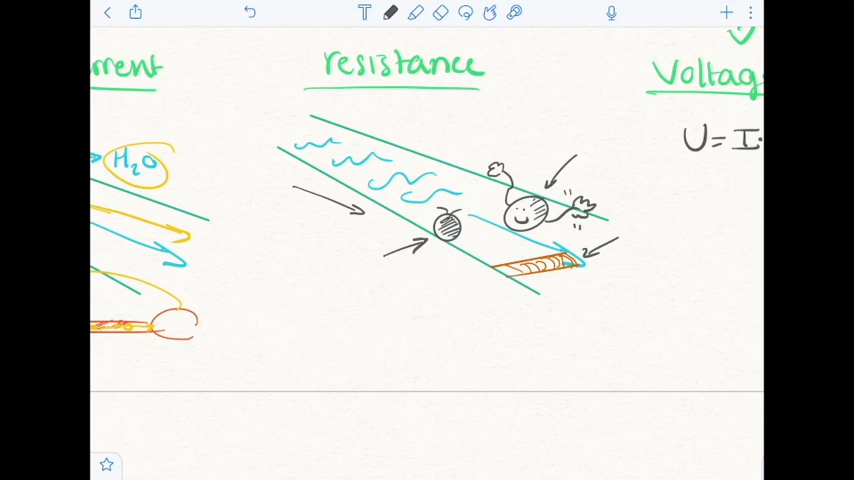 rrent
resistance
Voltag
H₂O
U=I·